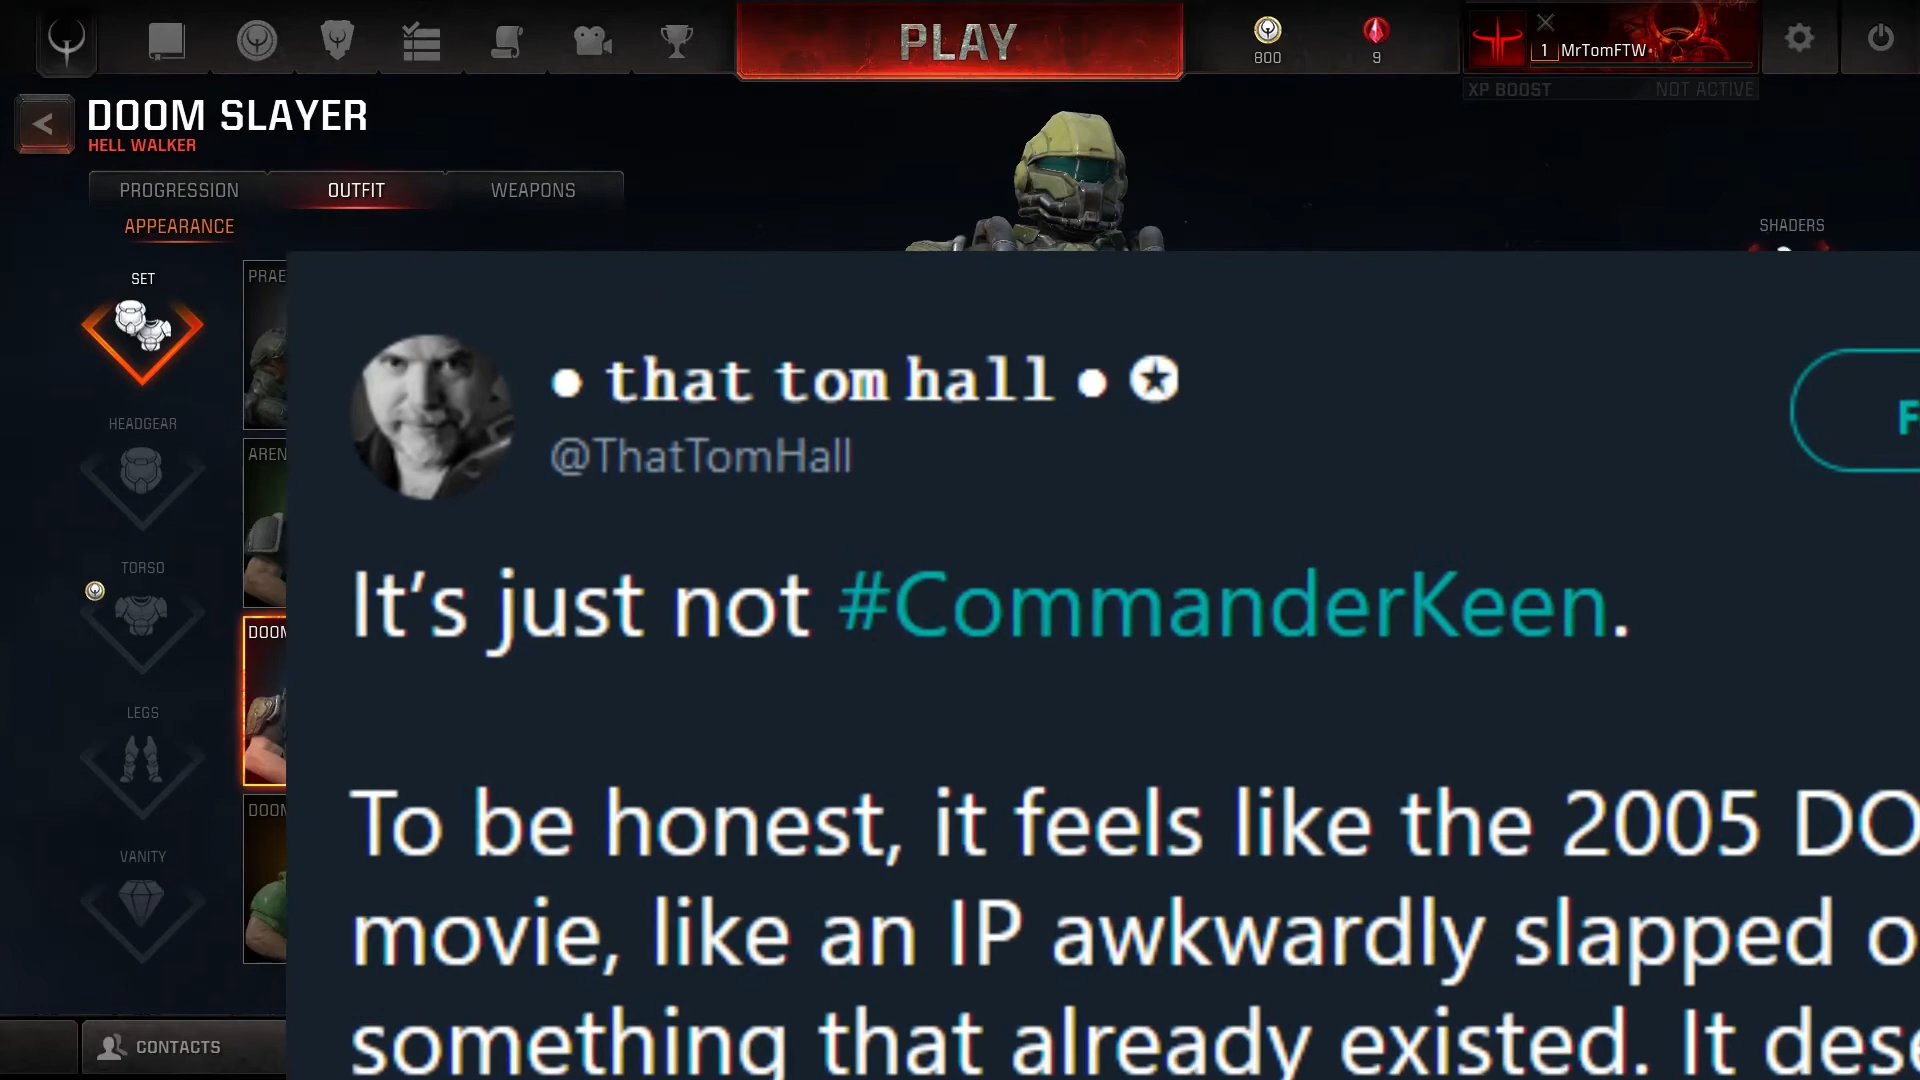 PLAY
800
9
1 MrTomFTW
XP BOOST NOT ACTIVE
DOOM SLAYER
HELL WALKER
PROGRESSION OUTFIT WEAPONS
APPEARANCE
SHADERS
SET
PRAE
HEADGEAR
AREN
TORSO
DOOM
LEGS
DOOM
VANITY
CONTACTS
• that tom hall •
@ThatTomHall
F
It’s just not #CommanderKeen.
To be honest, it feels like the 2005 DO
movie, like an IP awkwardly slapped o
something that already existed. It dese